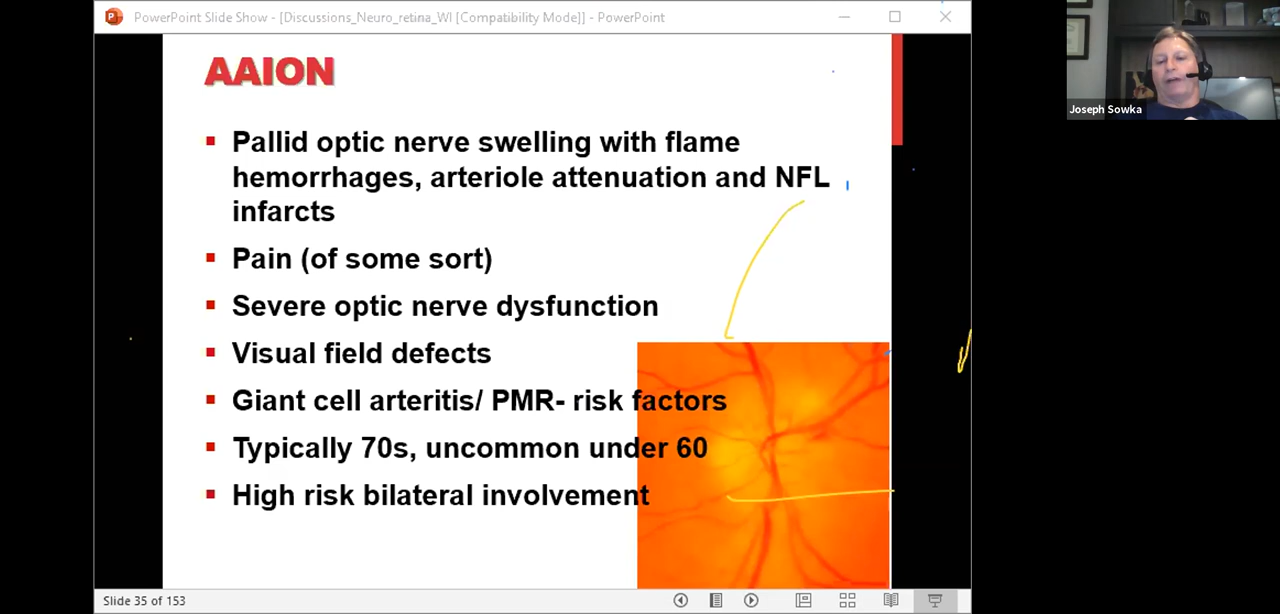 PowerPoint Slide Show - [Discussions_Neuro_retina_WI [Compatibility Mode]] - PowerPoint
AAION
Pallid optic nerve swelling with flame
hemorrhages, arteriole attenuation and NFL
infarcts
Pain (of some sort)
Severe optic nerve dysfunction
Visual field defects
Giant cell arteritis/ PMR- risk factors
Typically 70s, uncommon under 60
High risk bilateral involvement
Slide 35 of 153
Joseph Sowka